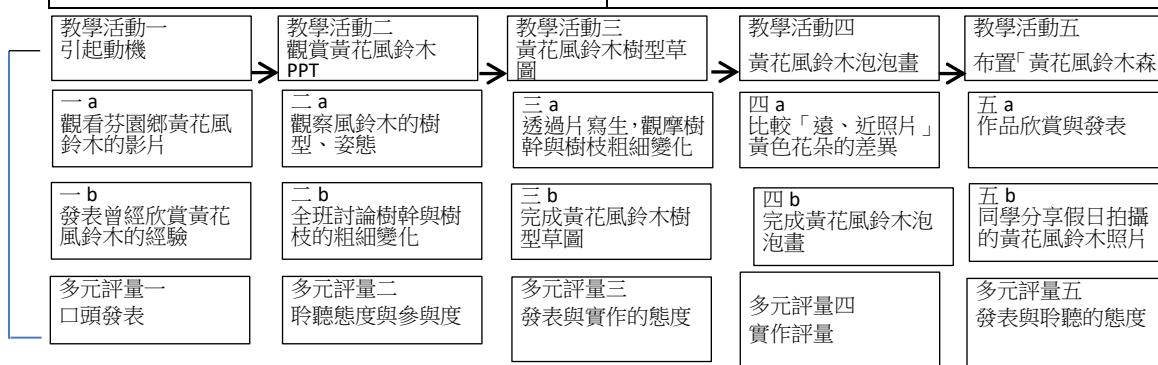 教學活動一
引起動機
教學活動二
觀賞黃花風鈴木
PPT
教學活動三
黃花風鈴木樹型草
圖
教學活動四
黃花風鈴木泡泡畫
教學活動五
布置「黃花風鈴木森
一 a
觀看芬園鄉黃花風
鈴木的影片
二 a
觀察風鈴木的樹
型、姿態
三 a
透過片寫生，觀摩樹
幹與樹枝粗細變化
四 a
比較「遠、近照片」
黃色花朵的差異
五 a
作品欣賞與發表
一 b
發表曾經欣賞黃花
風鈴木的經驗
二 b
全班討論樹幹與樹
枝的粗細變化
三 b
完成黃花風鈴木樹
型草圖
四 b
完成黃花風鈴木泡
泡畫
五 b
同學分享假日拍攝
的黃花風鈴木照片
多元評量一
口頭發表
多元評量二
聆聽態度與參與度
多元評量三
發表與實作的態度
多元評量四
實作評量
多元評量五
發表與聆聽的態度